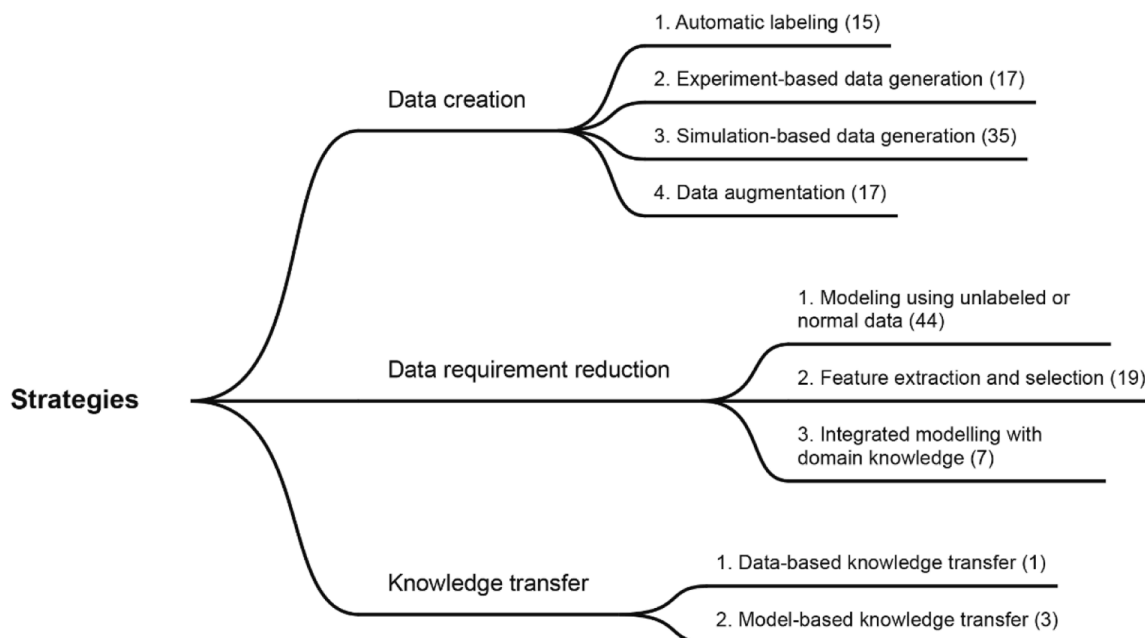 1. Automatic labeling (15)
2. Experiment-based data generation (17)
Data creation
3. Simulation-based data generation (35)
4. Data augmentation (17)
1. Modeling using unlabeled or
normal data (44)
Data requirement reduction
2. Feature extraction and selection (19)
Strategies
3. Integrated modelling with
domain knowledge (7)
1. Data-based knowledge transfer (1)
Knowledge transfer
2. Model-based knowledge transfer (3)